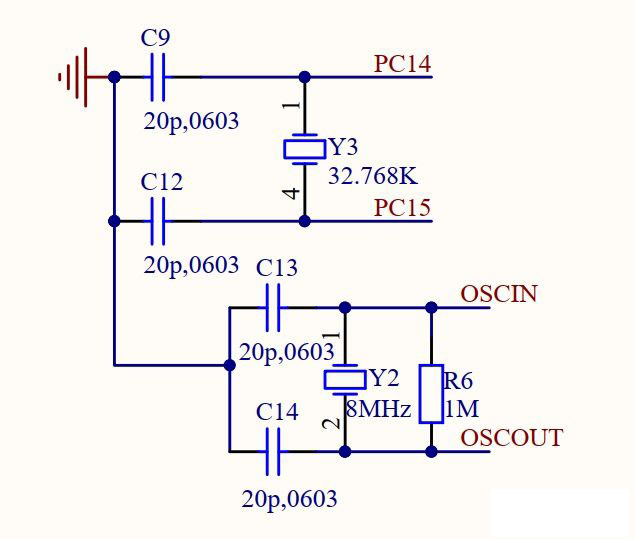 C9
PC14
20p,0603
1
Y3
32.768K
C12
4
PC15
20p,0603
C13
OSCIN
1
20p,0603
Y2
R6
8MHz
1M
C14
2
OSCOUT
20p,0603